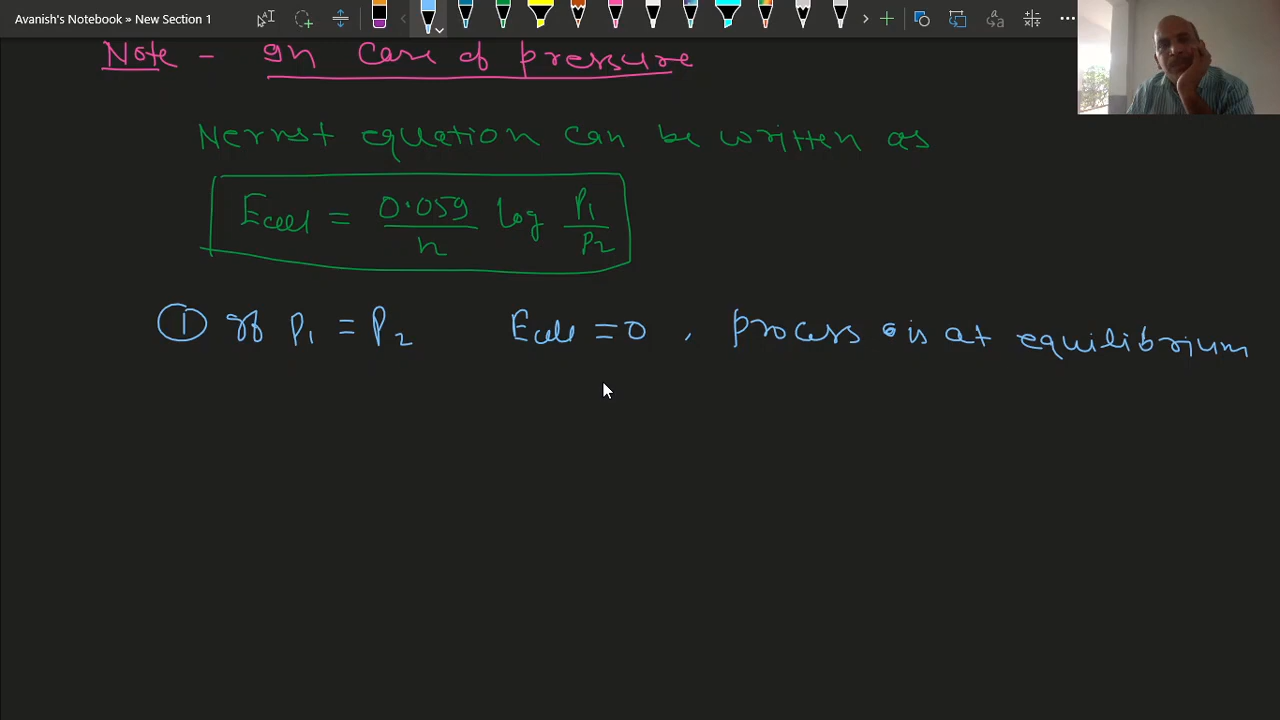 Avanish's Notebook » New Section 1
Note - In case of pressure
Nernst equation can be written as
Ecell = 0.059/n log P1/P2
① If P1 = P2 Ecell = 0, process is at equilibrium